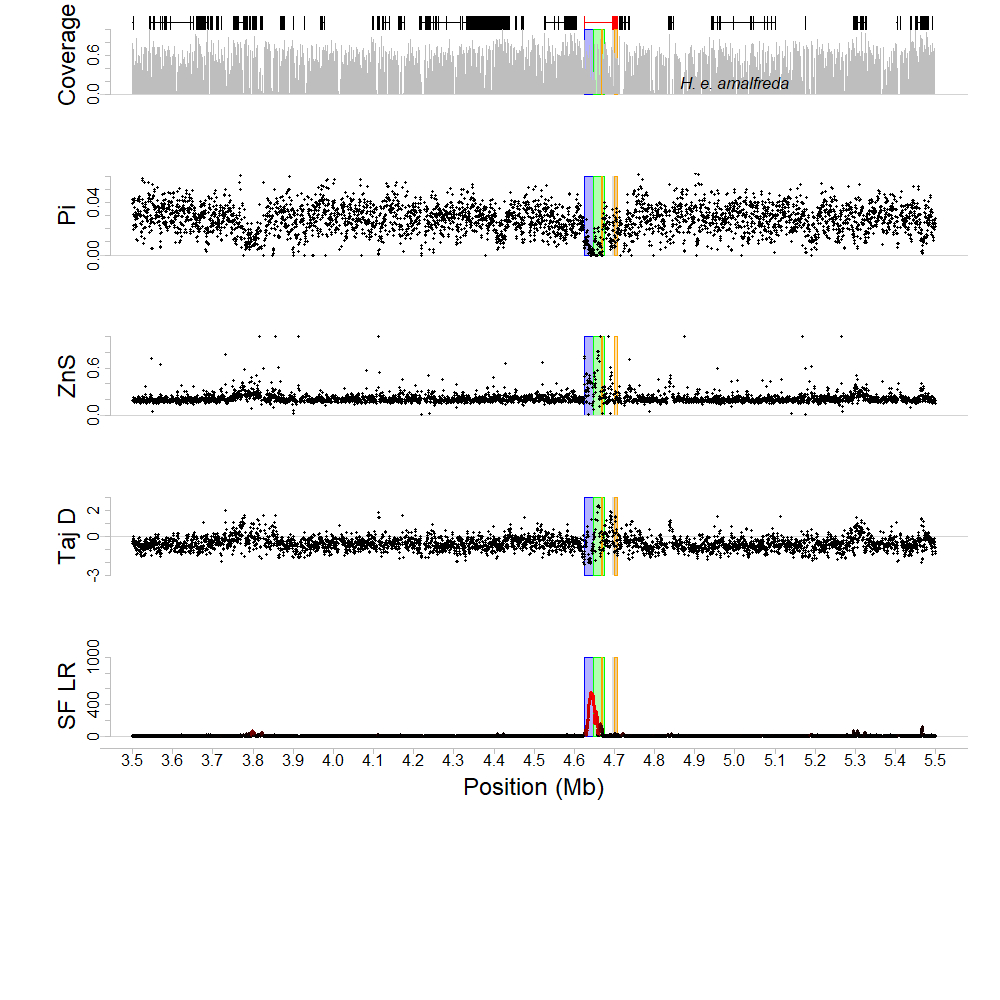 Coverage
0.0 0.6
H. e. amalfreda
Pi
0.00 0.04
ZnS
0.0 0.6
Taj D
-3 0 2
SF LR
0 400 1000
3.5 3.6 3.7 3.8 3.9 4.0 4.1 4.2 4.3 4.4 4.5 4.6 4.7 4.8 4.9 5.0 5.1 5.2 5.3 5.4 5.5
Position (Mb)